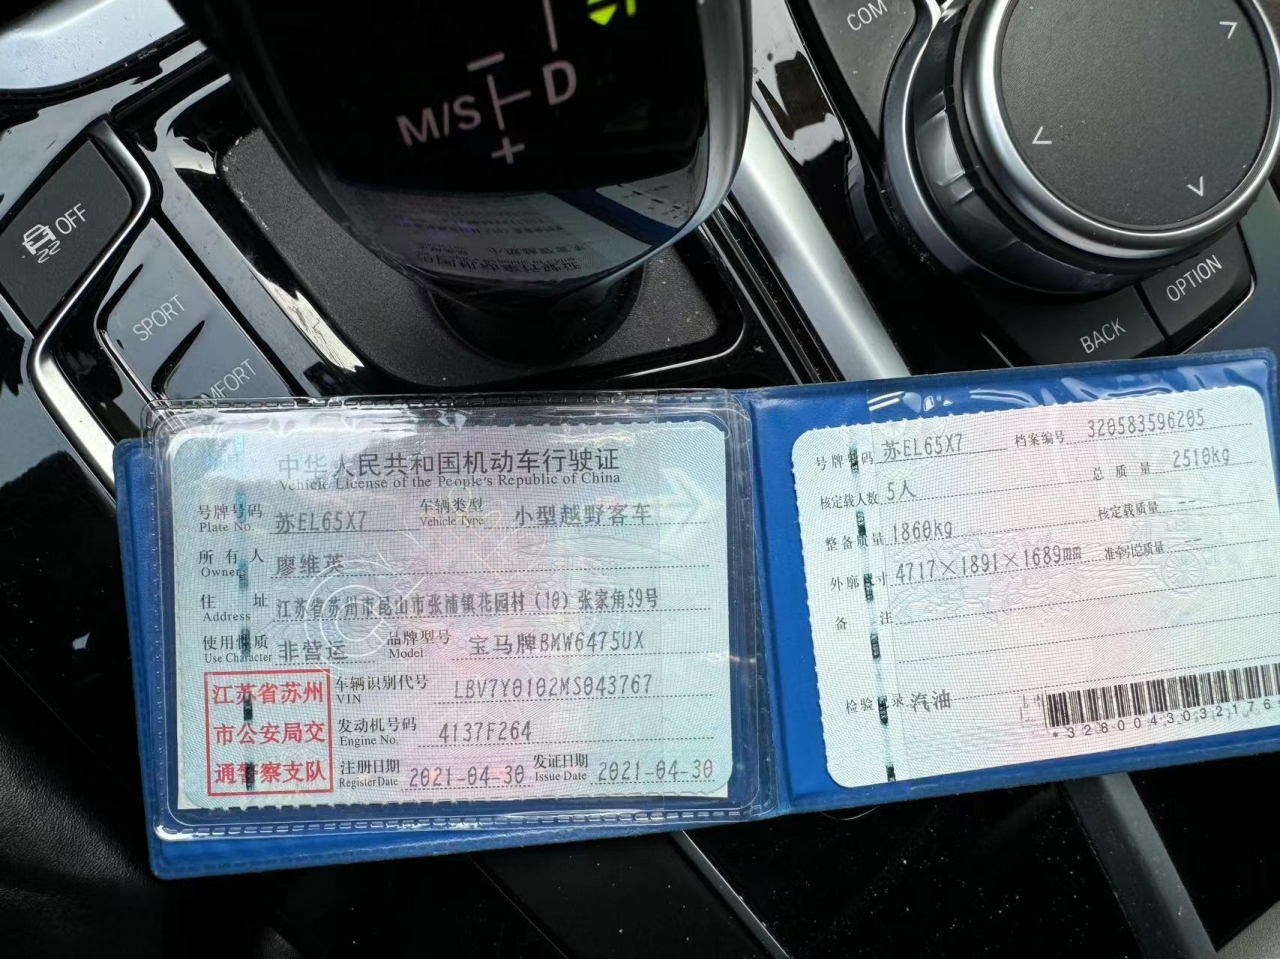 COM
M/S
D
+
OFF
SPORT
OPTION
BACK
中华人民共和国机动车行驶证
Vehicle License of the People's Republic of China
号牌号码 Plate No. 苏EL65X7 车辆类型 Vehicle Type 小型越野客车
所有人 Owner 廖维英
住址 Address 江苏省苏州市昆山市张浦镇花园村（10）张家角59号
使用性质 Use Character 非营运 品牌型号 Model 宝马牌BMW6475UX
车辆识别代号 VIN LBV7Y0102MS043767
发动机号码 Engine No. 4137F264
注册日期 Register Date 2021-04-30 发证日期 Issue Date 2021-04-30
江苏省苏州
市公安局交
通警察支队
号牌号码 苏EL65X7 档案编号 320583596205
核定载人数 5人 总质量 2510kg
整备质量 1860kg 核定载质量 --
外廓尺寸 4717×1891×1689mm 准牵引总质量 --
备注
检验记录 汽油